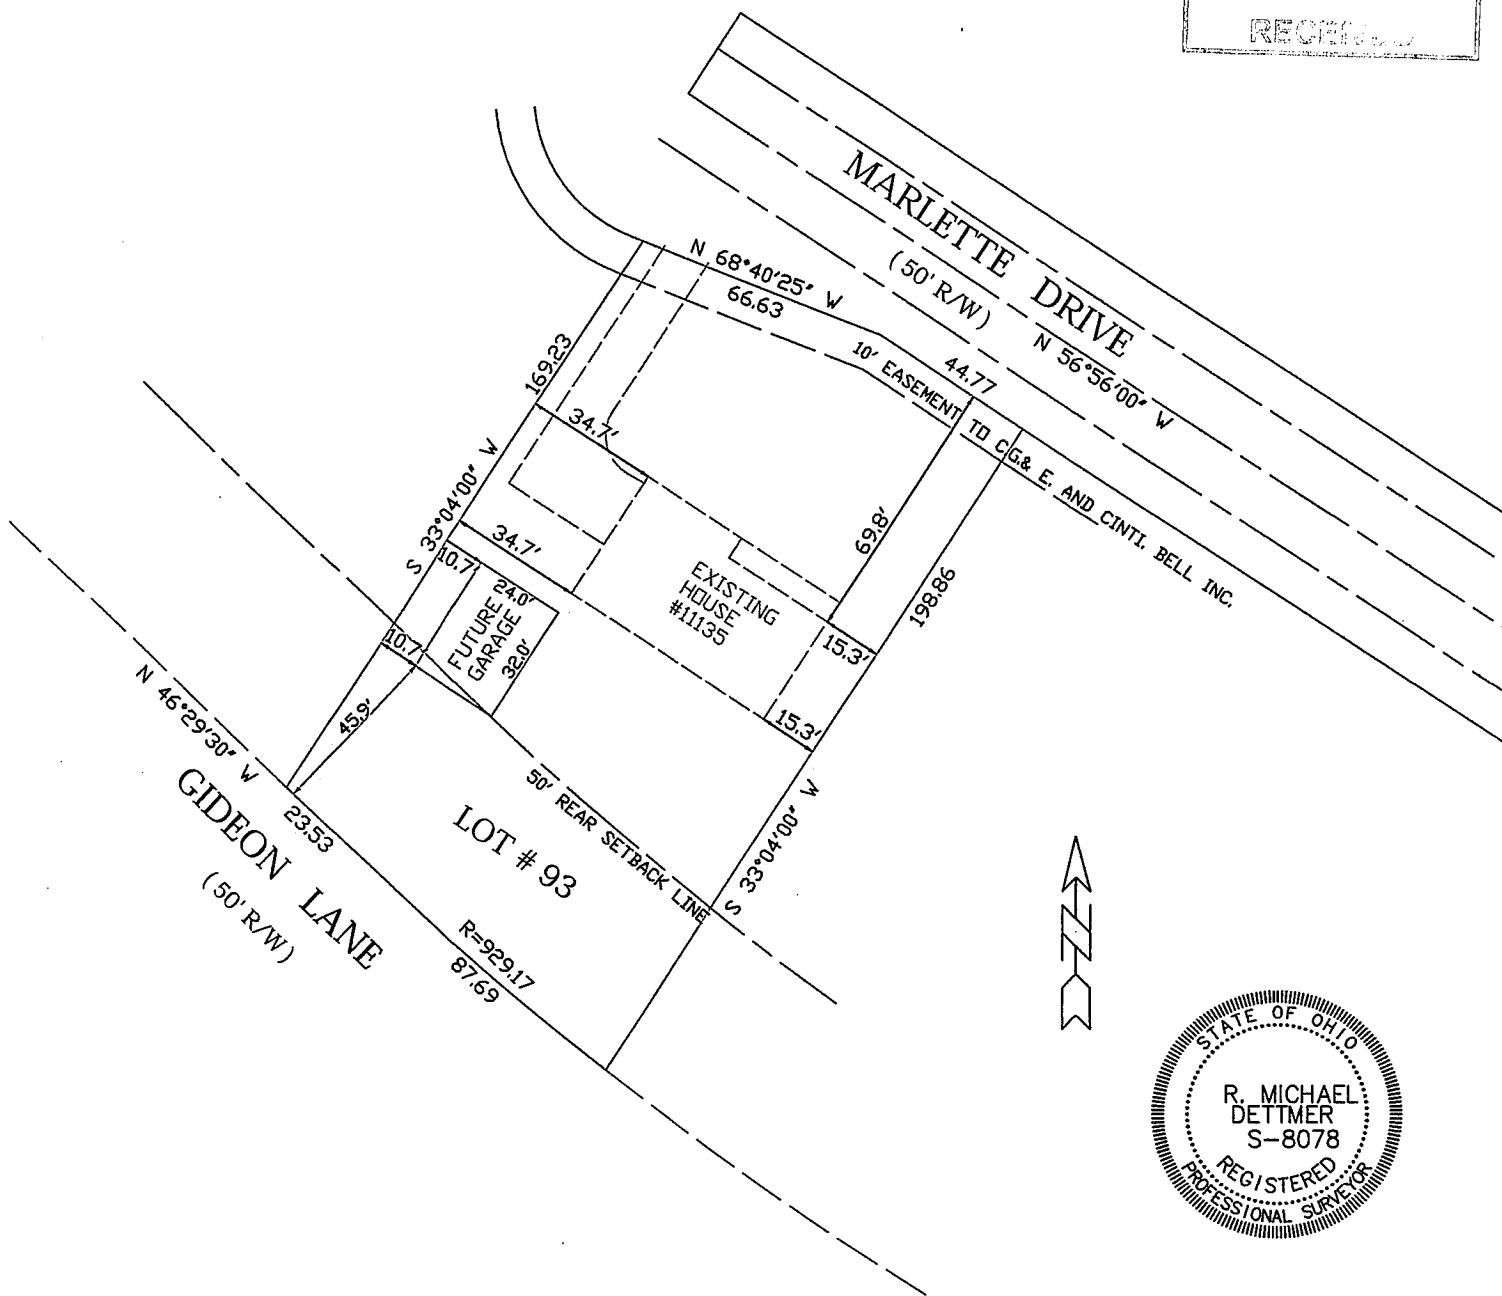 MARLETTE DRIVE
( 50' R/W )
N 68°40'25" W
66.63
N 56°56'00" W
44.77
10' EASEMENT TO C.G.& E. AND CINTI. BELL INC.
169.23
S 33°04'00" W
34.7'
34.7'
10.7'
24.0'
FUTURE
GARAGE
32.0'
10.7'
45.9'
EXISTING
HOUSE
#11135
69.8'
198.86
15.3'
15.3'
S 33°04'00" W
50' REAR SETBACK LINE
N 46°29'30" W
GIDEON LANE
( 50' R/W )
23.53
LOT # 93
R=929.17
87.69
N
STATE OF OHIO
R. MICHAEL
DETTMER
S-8078
REGISTERED
PROFESSIONAL SURVEYOR